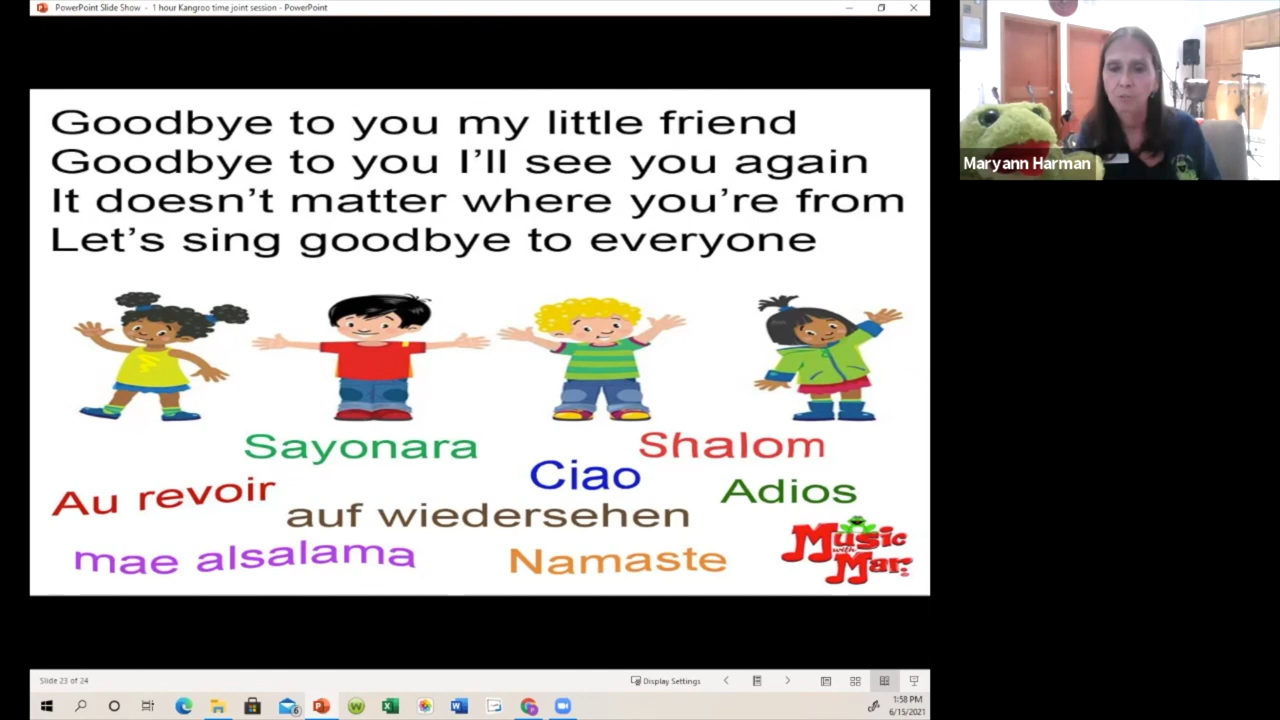 PowerPoint Slide Show - 1 hour Kangroo time joint session - PowerPoint
Goodbye to you my little friend
Goodbye to you I'll see you again
It doesn't matter where you're from
Let's sing goodbye to everyone
Sayonara
Shalom
Ciao
Au revoir
Adios
auf wiedersehen
mae alsalama
Namaste
Music
with
Mar.
Maryann Harman
Slide 23 of 24
Display Settings
6
1:58 PM
6/15/2021